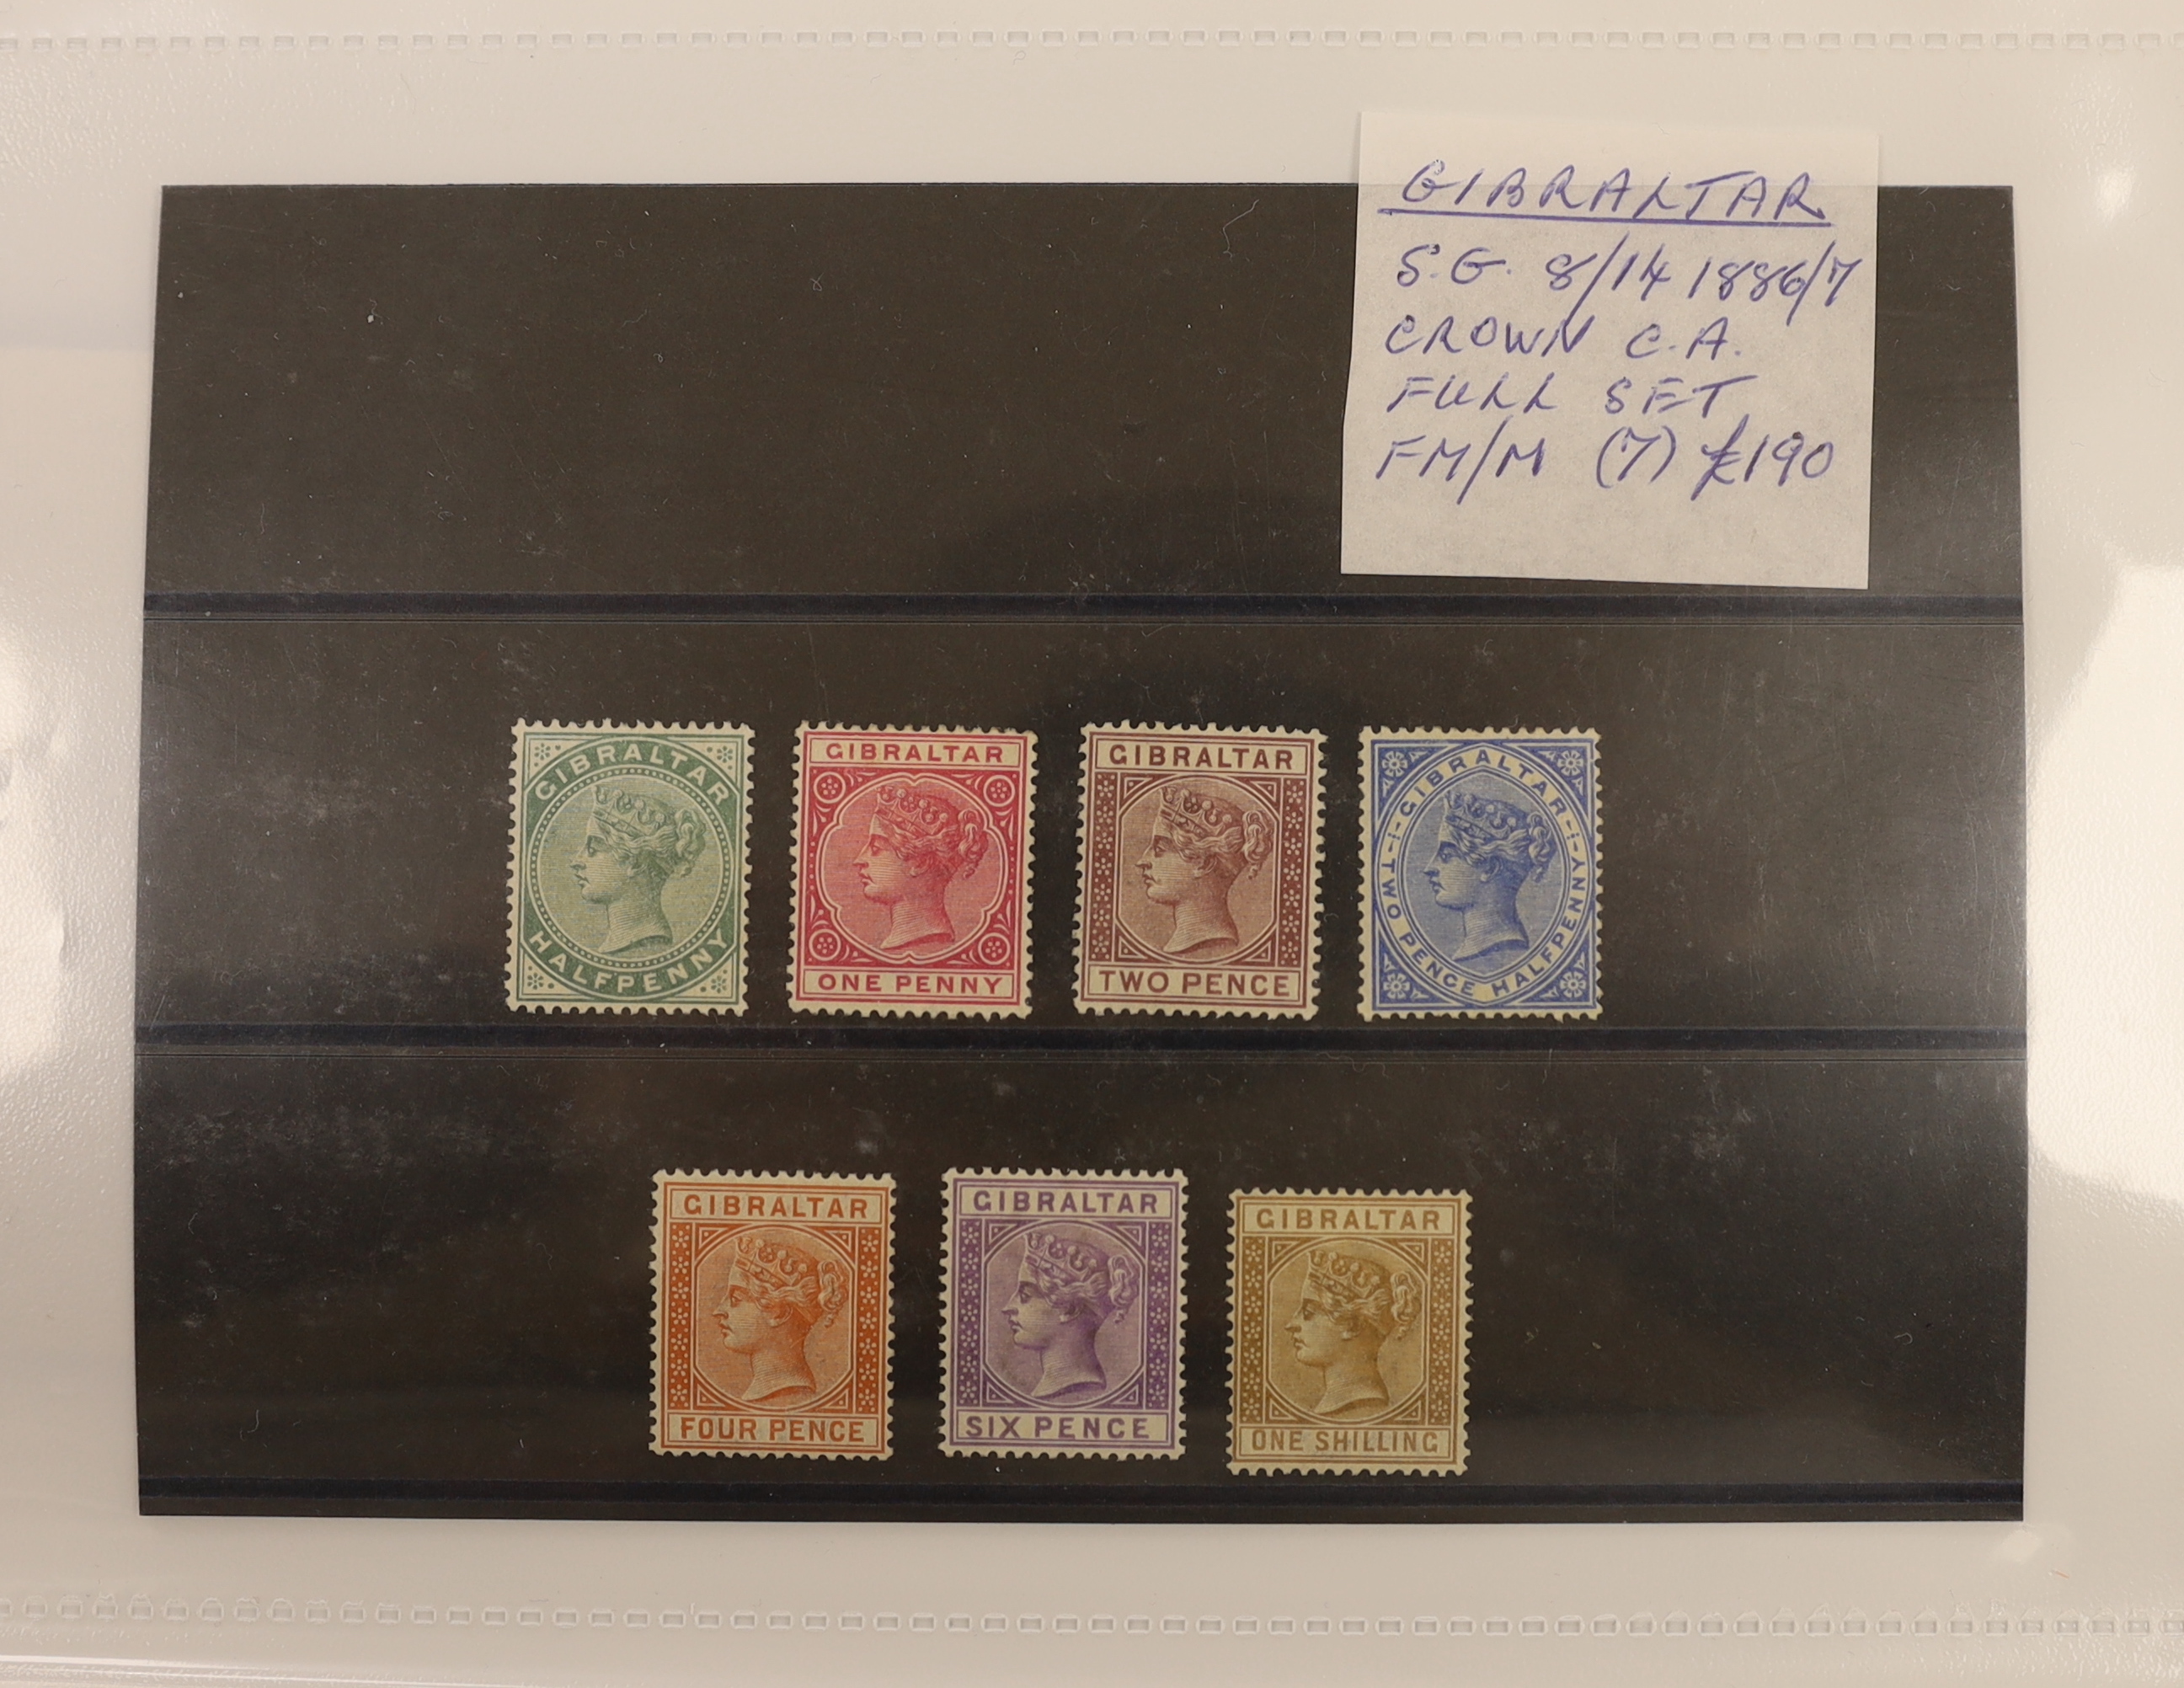 GIBRALTAR
S.G. 8/14 1886/7
CROWN C.A.
FULL SET
FM/M (7) £190
GIBRALTAR
HALFPENNY
GIBRALTAR
ONE PENNY
GIBRALTAR
TWO PENCE
GIBRALTAR
TWO PENCE HALFPENNY
GIBRALTAR
FOUR PENCE
GIBRALTAR
SIX PENCE
GIBRALTAR
ONE SHILLING